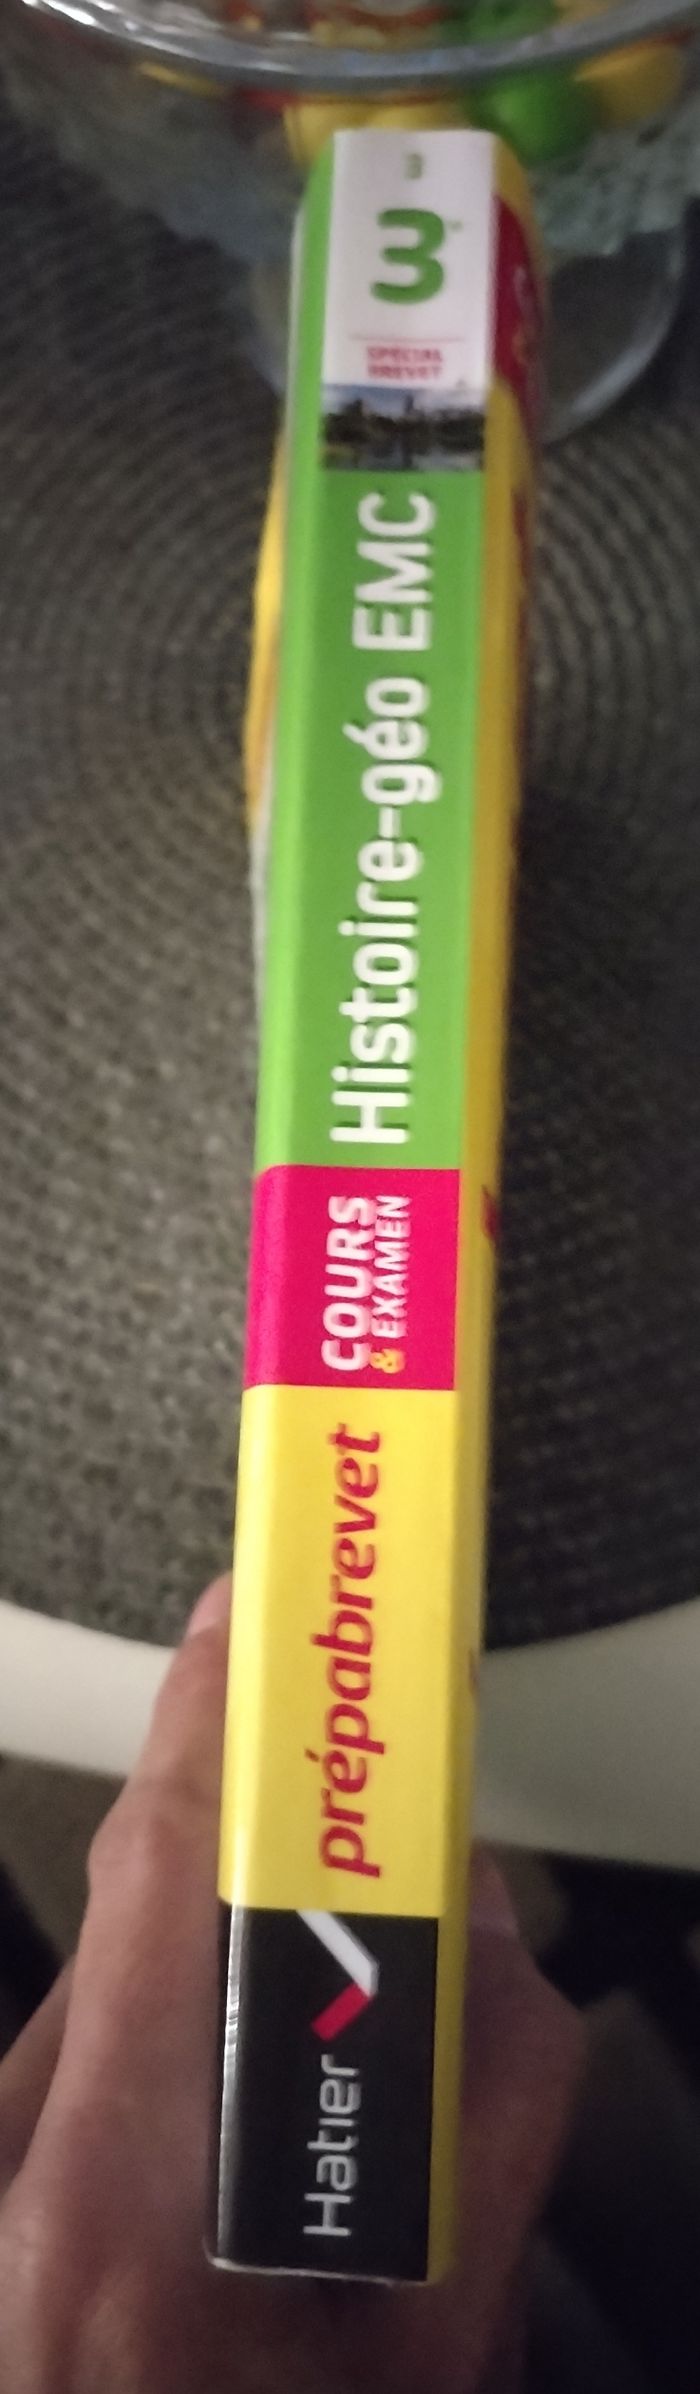 Hatier
prépabrevet
COURS
& EXAMEN
Histoire-géo EMC
SPÉCIAL
BREVET
3e